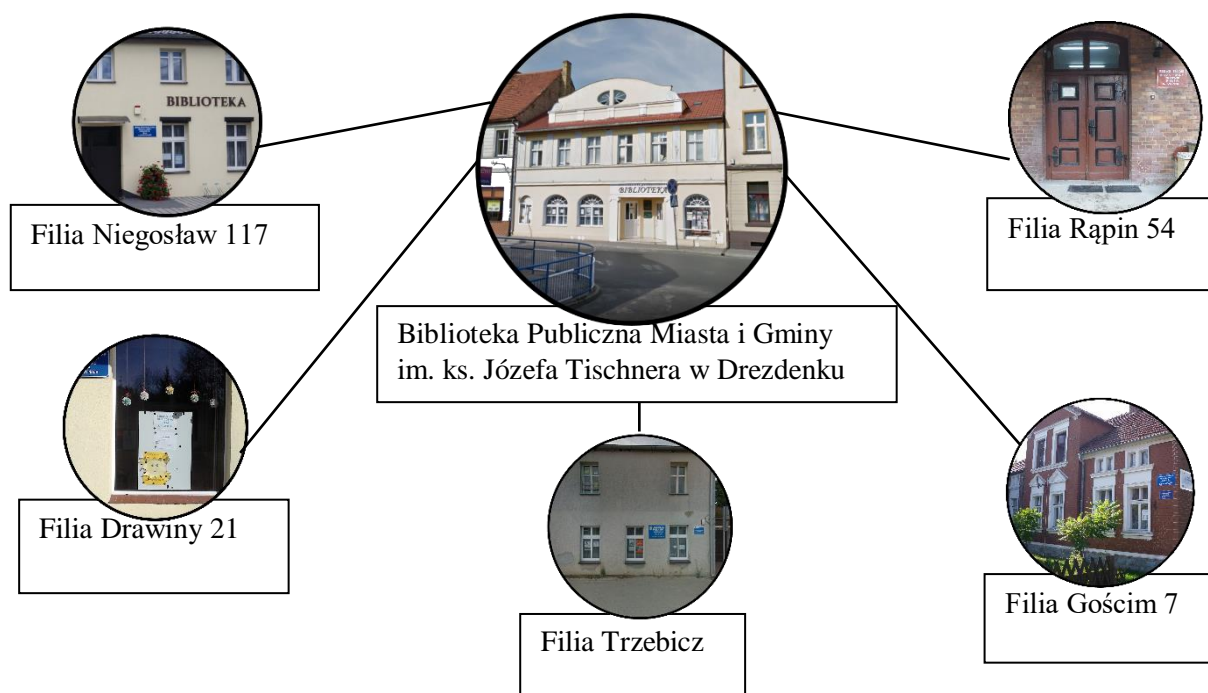 BIBLIOTEKA
BIBLIOTEKA
Filia Niegosław 117
Filia Rąpin 54
Biblioteka Publiczna Miasta i Gminy
im. ks. Józefa Tischnera w Drezdenku
Filia Drawiny 21
Filia Gościm 7
Filia Trzebicz